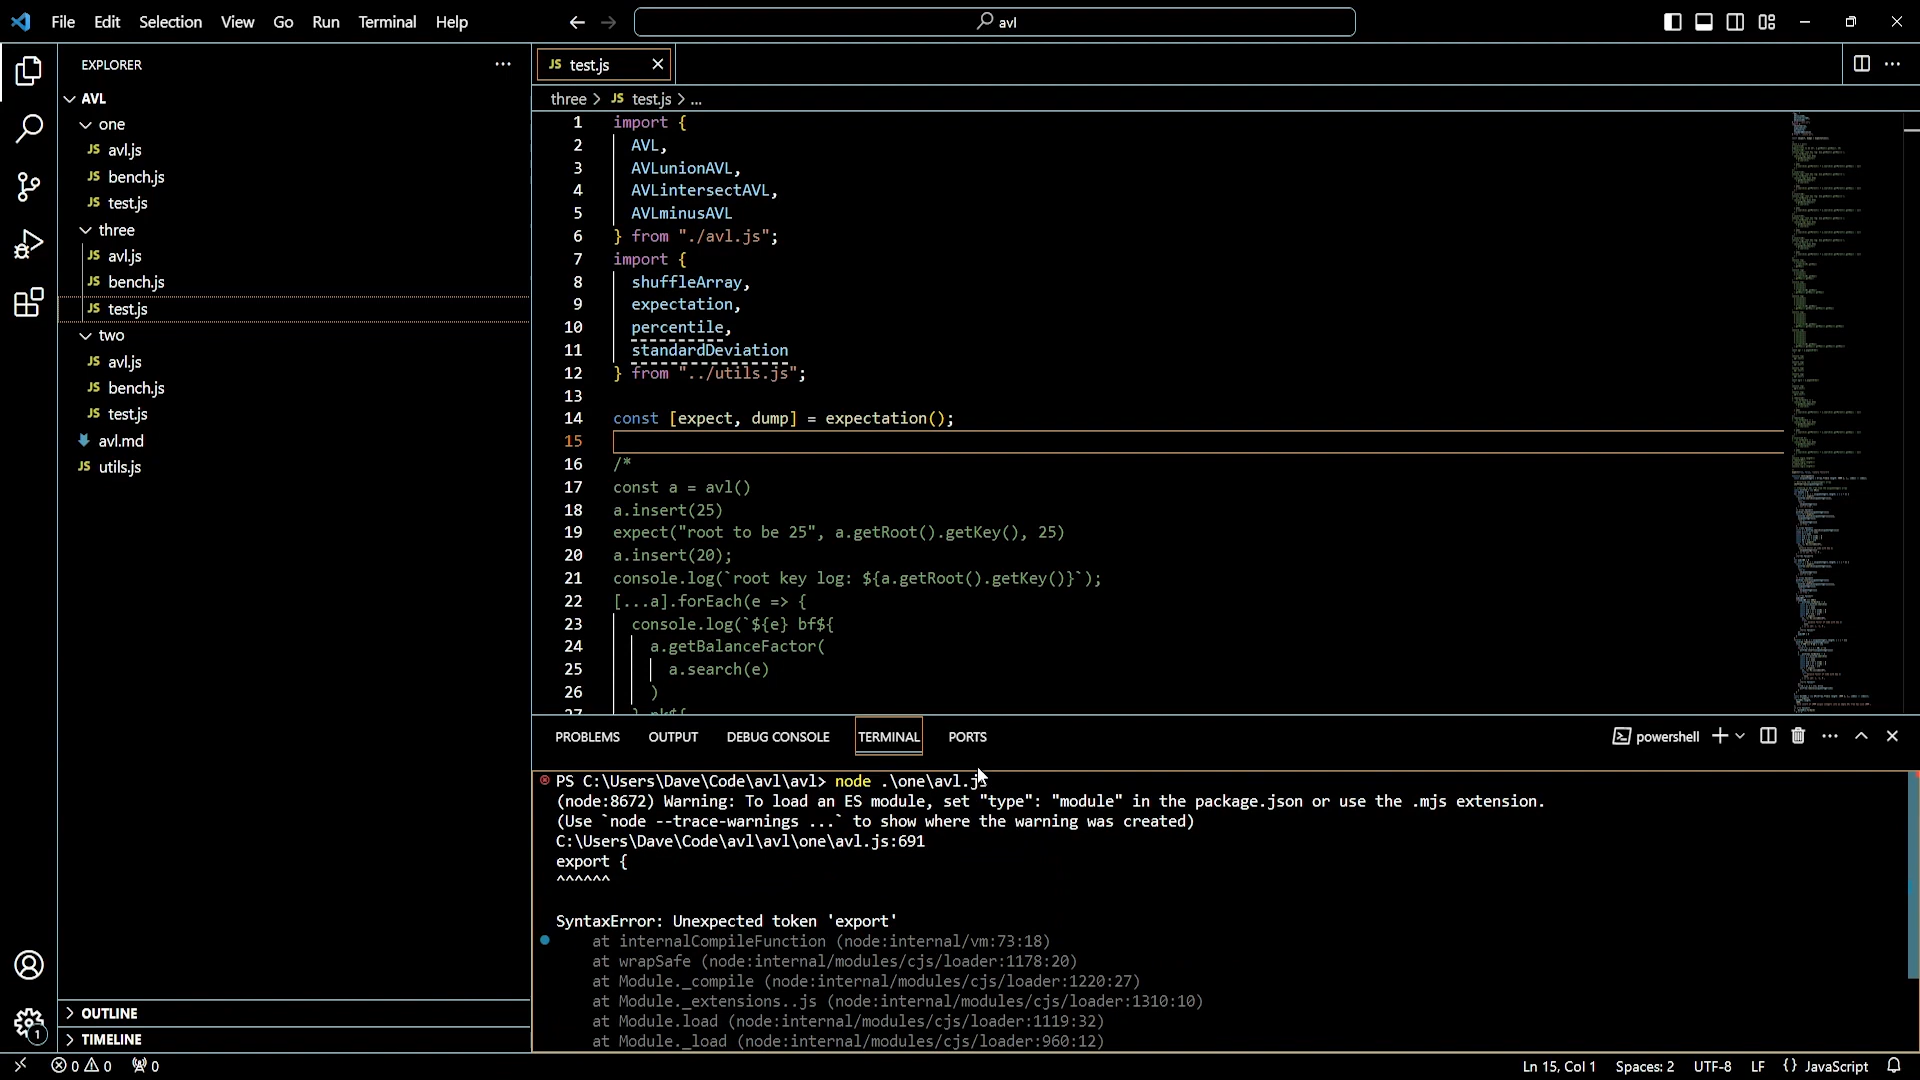 File Edit Selection View Go Run Terminal Help
avl
EXPLORER
AVL
one
JS avl.js
JS bench.js
JS test.js
three
JS avl.js
JS bench.js
JS test.js
two
JS avl.js
JS bench.js
JS test.js
avl.md
JS utils.js
OUTLINE
TIMELINE
JS test.js
three > JS test.js > ...
1 import {
2 AVL,
3 AVLunionAVL,
4 AVLintersectAVL,
5 AVLminusAVL
6 } from "./avl.js";
7 import {
8 shuffleArray,
9 expectation,
10 percentile,
11 standardDeviation
12 } from "../utils.js";
13
14 const [expect, dump] = expectation();
15
16 /*
17 const a = avl()
18 a.insert(25)
19 expect("root to be 25", a.getRoot().getKey(), 25)
20 a.insert(20);
21 console.log(`root key log: ${a.getRoot().getKey()}`);
22 [...a].forEach(e => {
23 console.log(`${e} bf${
24 a.getBalanceFactor(
25 a.search(e)
26 )
PROBLEMS OUTPUT DEBUG CONSOLE TERMINAL PORTS
powershell
PS C:\Users\Dave\Code\avl\avl> node .\one\avl.js
(node:8672) Warning: To load an ES module, set "type": "module" in the package.json or use the .mjs extension.
(Use `node --trace-warnings ...` to show where the warning was created)
C:\Users\Dave\Code\avl\avl\one\avl.js:691
export {
^^^^^^
SyntaxError: Unexpected token 'export'
at internalCompileFunction (node:internal/vm:73:18)
at wrapSafe (node:internal/modules/cjs/loader:1178:20)
at Module._compile (node:internal/modules/cjs/loader:1220:27)
at Module._extensions..js (node:internal/modules/cjs/loader:1310:10)
at Module.load (node:internal/modules/cjs/loader:1119:32)
at Module._load (node:internal/modules/cjs/loader:960:12)
1
0 0 0
Ln 15, Col 1 Spaces: 2 UTF-8 LF {} JavaScript